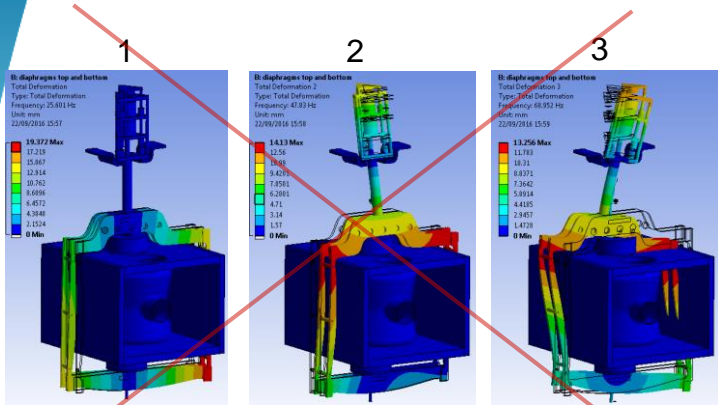 1
2
3
B: diaphragms top and bottom
Total Deformation
Type: Total Deformation
Frequency: 25.601 Hz
Unit: mm
22/09/2016 15:57
19.372 Max
17.219
15.067
12.914
10.762
8.6096
6.4572
4.3048
2.1524
0 Min
B: diaphragms top and bottom
Total Deformation 2
Type: Total Deformation
Frequency: 47.03 Hz
Unit: mm
22/09/2016 15:58
14.13 Max
12.56
10.99
9.4201
7.8501
6.2801
4.71
3.14
1.57
0 Min
B: diaphragms top and bottom
Total Deformation 3
Type: Total Deformation
Frequency: 68.952 Hz
Unit: mm
22/09/2016 15:59
13.256 Max
11.783
10.31
8.8371
7.3642
5.8914
4.4185
2.9457
1.4728
0 Min